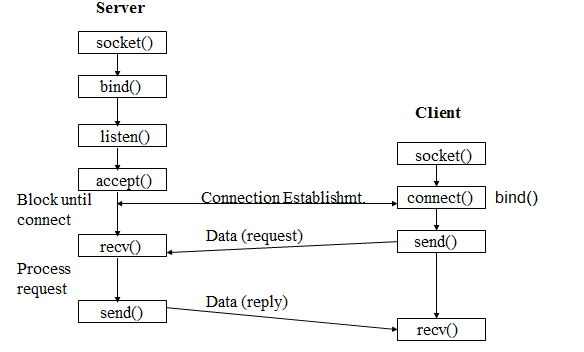 Server
socket()
bind()
Client
listen()
socket()
accept()
Block until
connect
Connection Establishmt.
connect()
bind()
Data (request)
send()
recv()
Process
request
Data (reply)
send()
recv()